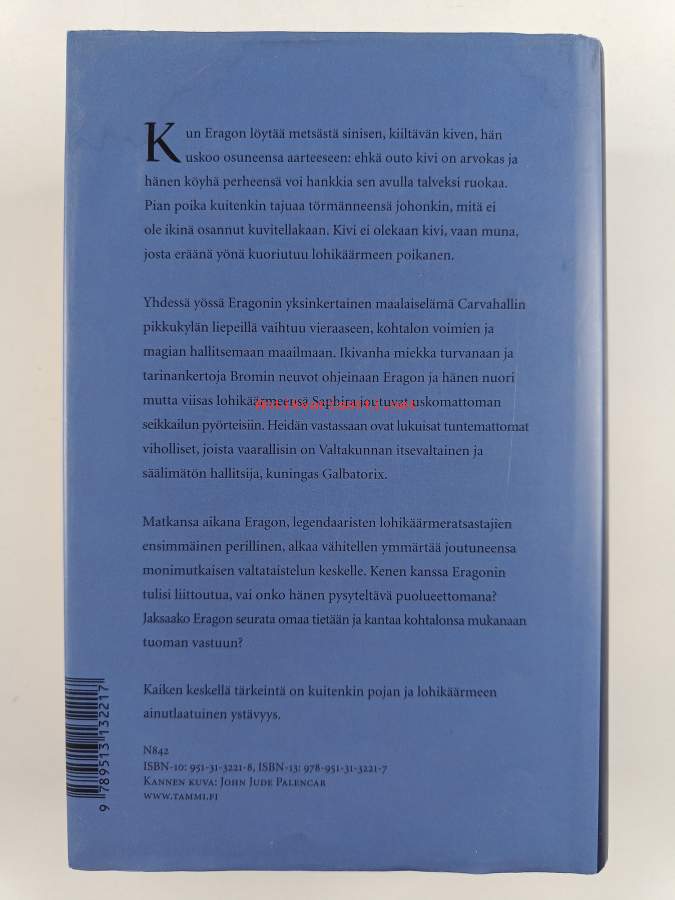 Kun Eragon löytää metsästä sinisen, kiiltävän kiven, hän
uskoo osuneensa aarteeseen: ehkä outo kivi on arvokas ja
hänen köyhä perheensä voi hankkia sen avulla talveksi ruokaa.
Pian poika kuitenkin tajuaa törmänneensä johonkin, mitä ei
ole ikinä osannut kuvitellakaan. Kivi ei olekaan kivi, vaan muna,
josta eräänä yönä kuoriutuu lohikäärmeen poikanen.
Yhdessä yössä Eragonin yksinkertainen maalaiselämä Carvahallin
pikkukylän liepeillä vaihtuu vieraaseen, kohtalon voimien ja
magian hallitsemaan maailmaan. Ikivanha miekka turvanaan ja
tarinankertoja Bromin neuvot ohjeinaan Eragon ja hänen nuori
mutta viisas lohikäärmeensä Saphira joutuvat uskomattoman
seikkailun pyörteisiin. Heidän vastassaan ovat lukuisat tuntemattomat
viholliset, joista vaarallisin on Valtakunnan itsevaltainen ja
säälimätön hallitsija, kuningas Galbatorix.
Matkansa aikana Eragon, legendaaristen lohikäärmeratsastajien
ensimmäinen perillinen, alkaa vähitellen ymmärtää joutuneensa
monimutkaisen valtataistelun keskelle. Kenen kanssa Eragonin
tulisi liittoutua, vai onko hänen pysyteltävä puolueettomana?
Jaksaako Eragon seurata omaa tietään ja kantaa kohtalonsa mukanaan
tuoman vastuun?
Kaiken keskellä tärkeintä on kuitenkin pojan ja lohikäärmeen
ainutlaatuinen ystävyys.
N842
ISBN-10: 951-31-3221-8, ISBN-13: 978-951-31-3221-7
Kannen kuva: John Jude Palencar
www.tammi.fi
9 789513 132217